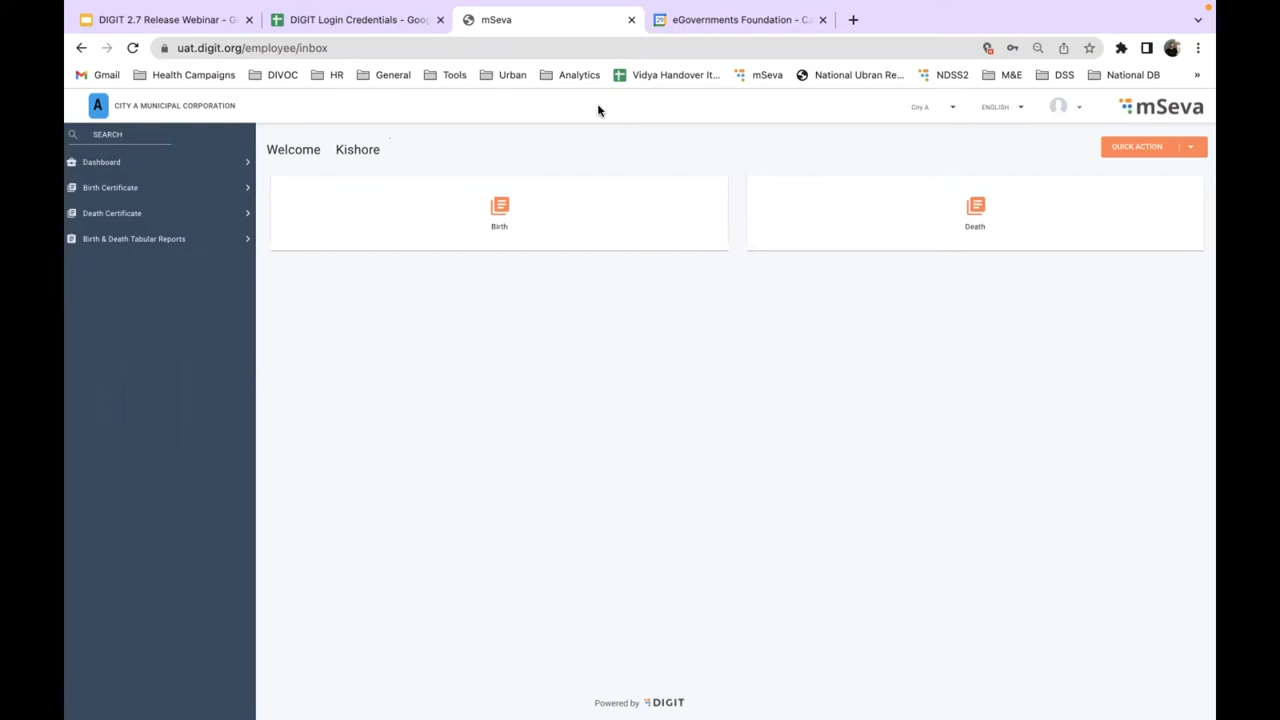 DIGIT 2.7 Release Webinar - G
DIGIT Login Credentials - Goo
mSeva
eGovernments Foundation - Ca
uat.digit.org/employee/inbox
Gmail
Health Campaigns
DIVOC
HR
General
Tools
Urban
Analytics
Vidya Handover It...
mSeva
National Ubran Re...
NDSS2
M&E
DSS
National DB
»
A
CITY A MUNICIPAL CORPORATION
City A
ENGLISH
mSeva
SEARCH
Dashboard
Birth Certificate
Death Certificate
Birth & Death Tabular Reports
Welcome Kishore
QUICK ACTION
Birth
Death
Powered by DIGIT